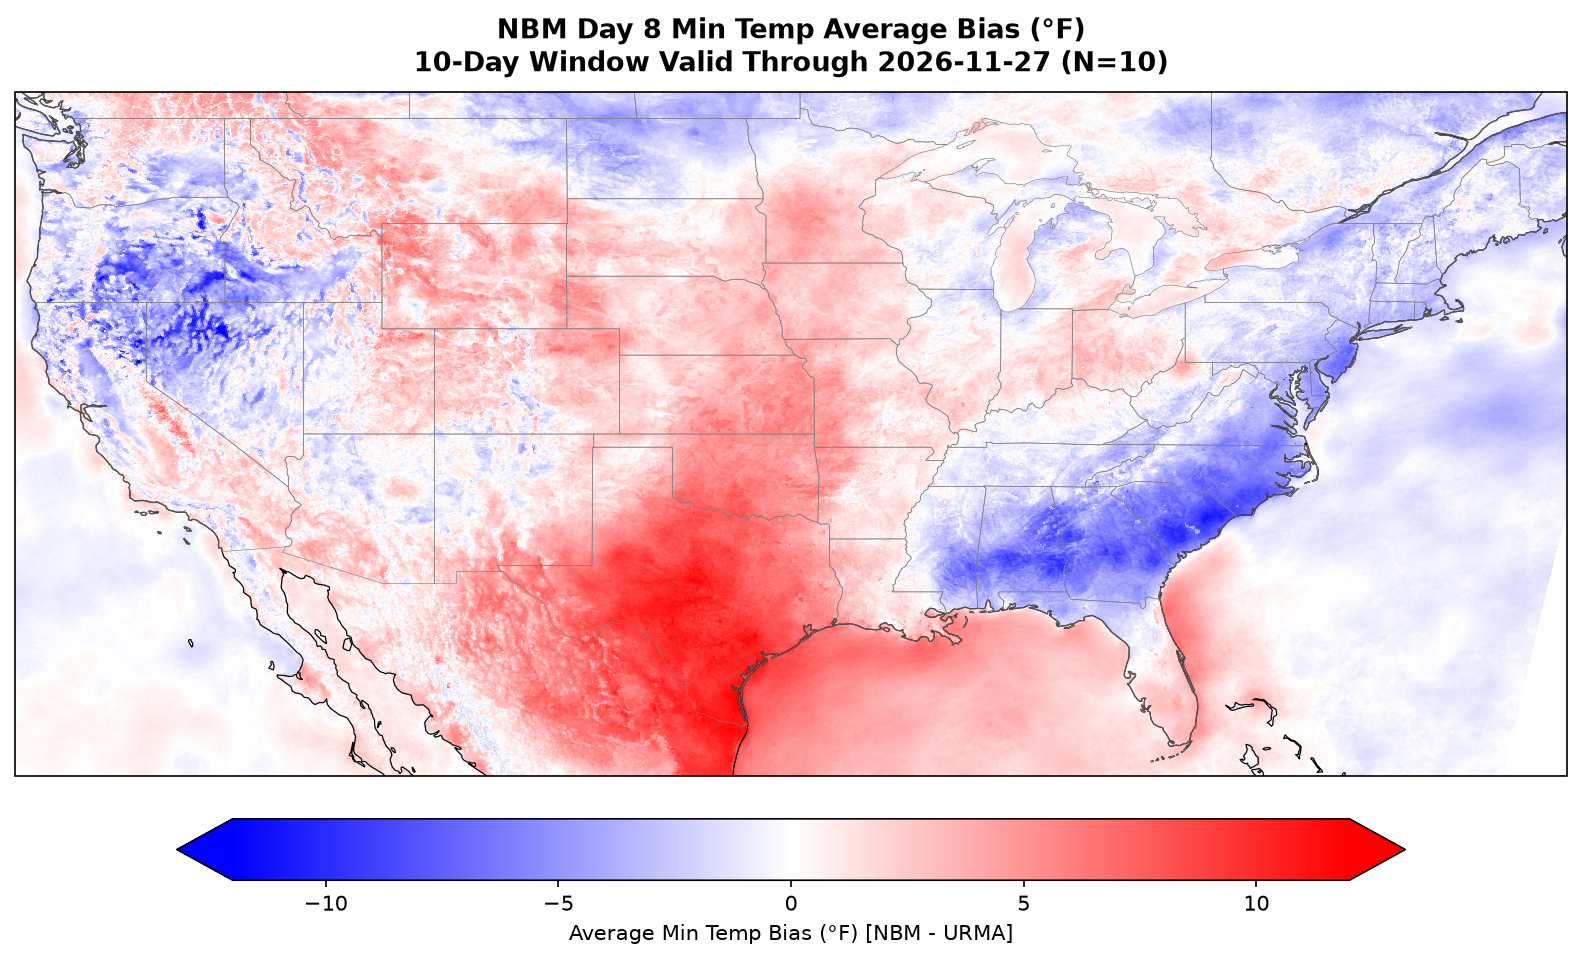 NBM Day 8 Min Temp Average Bias (°F)
10-Day Window Valid Through 2026-11-27 (N=10)
−10 −5 0 5 10
Average Min Temp Bias (°F) [NBM - URMA]